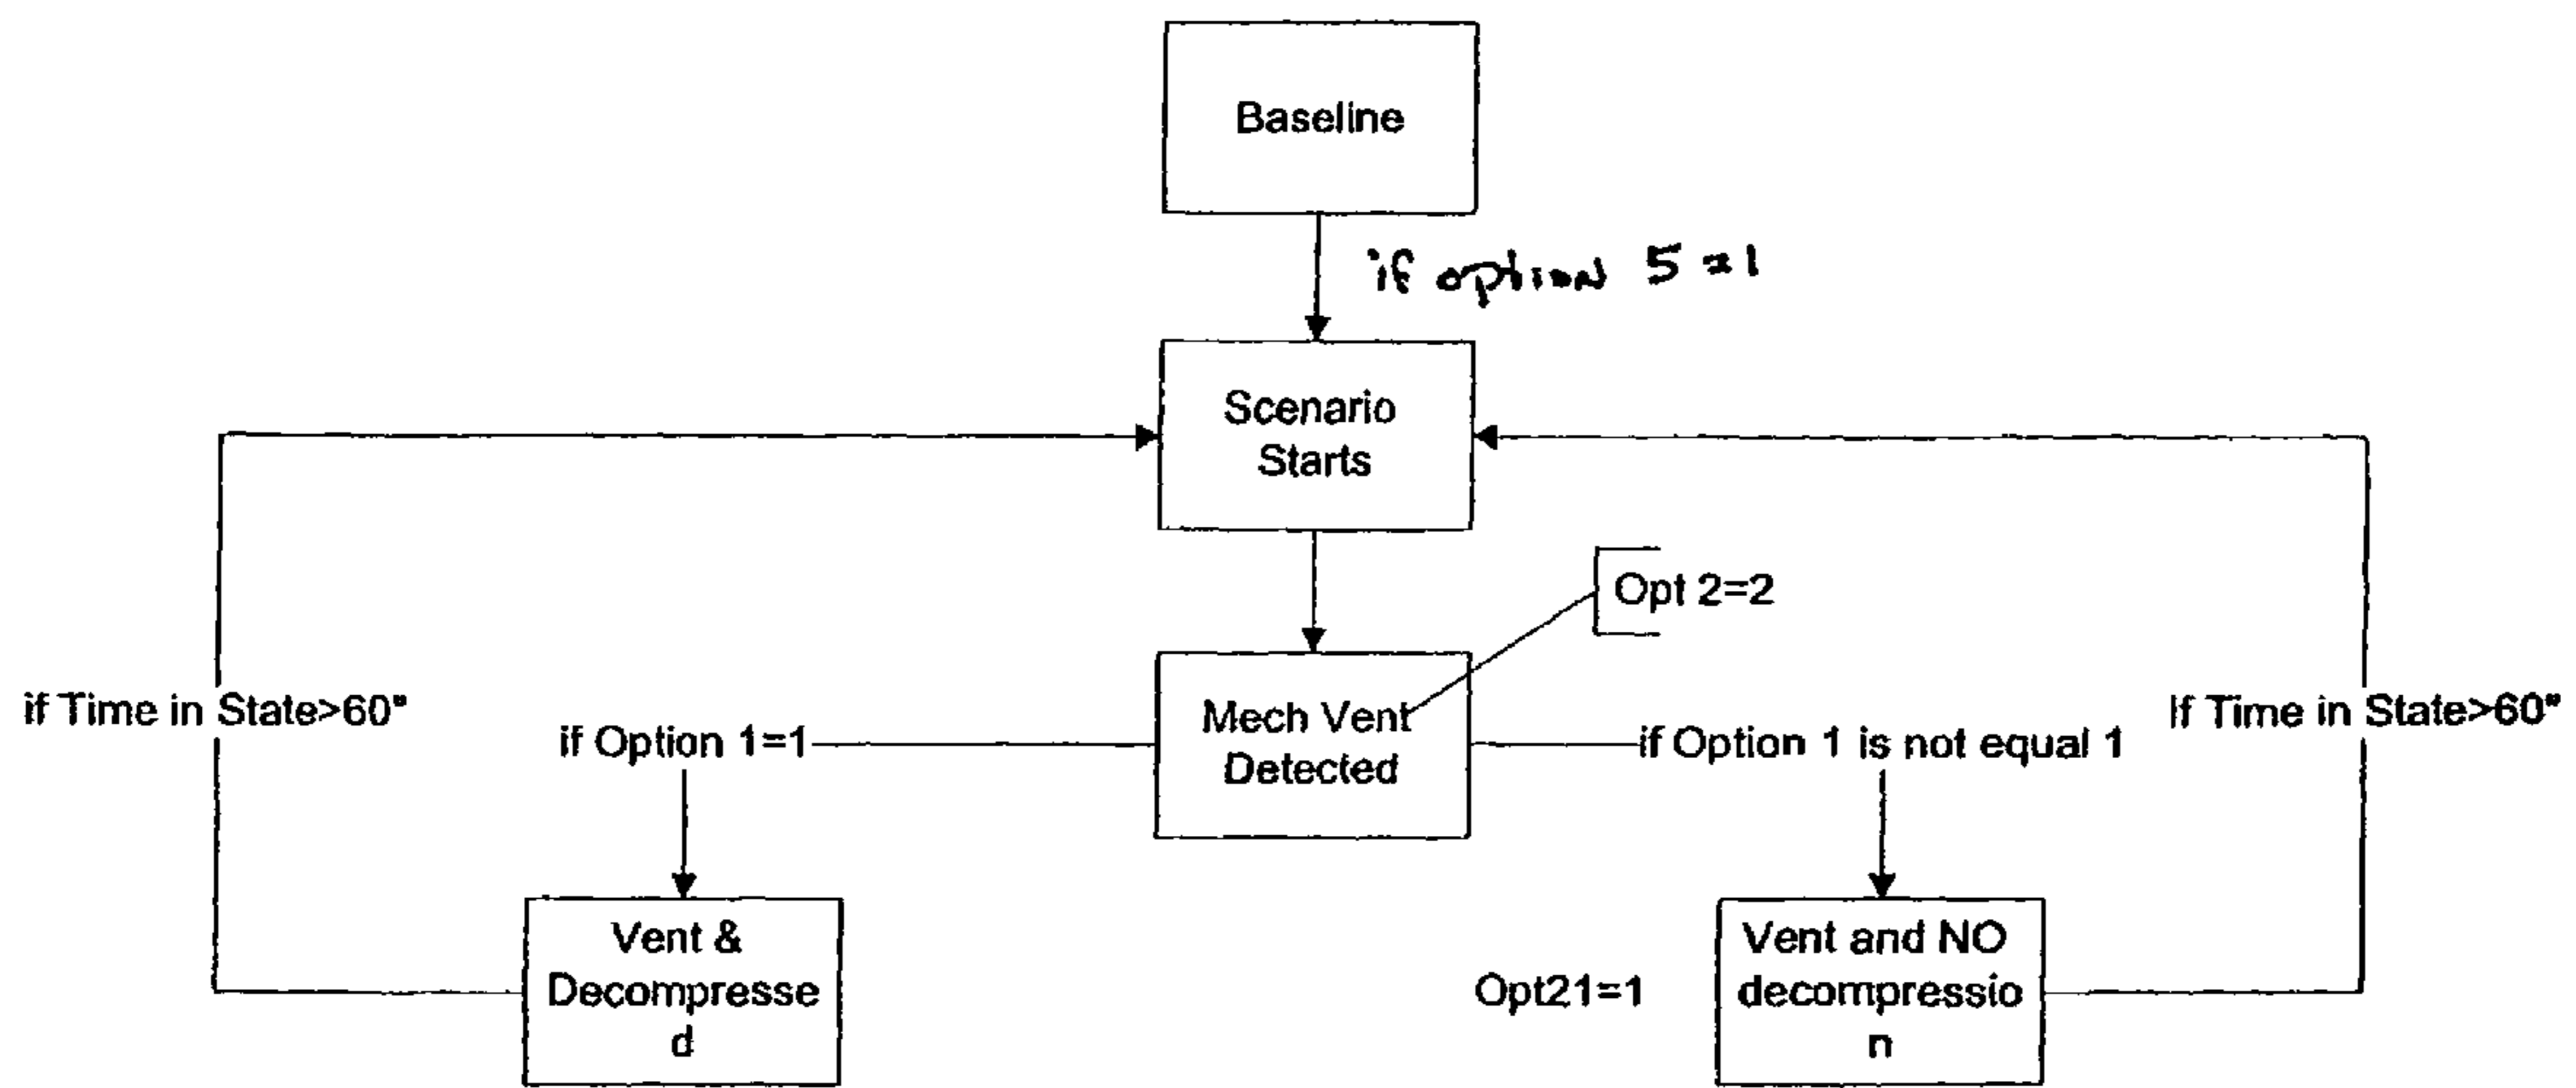 Baseline
if option 5=1
Scenario
Starts
Opt 2=2
Mech Vent
Detected
if Time in State>60"
if Option 1=1
if Option 1 is not equal 1
If Time in State>60"
Vent &
Decompresse
d
Opt21=1
Vent and NO
decompressio
n